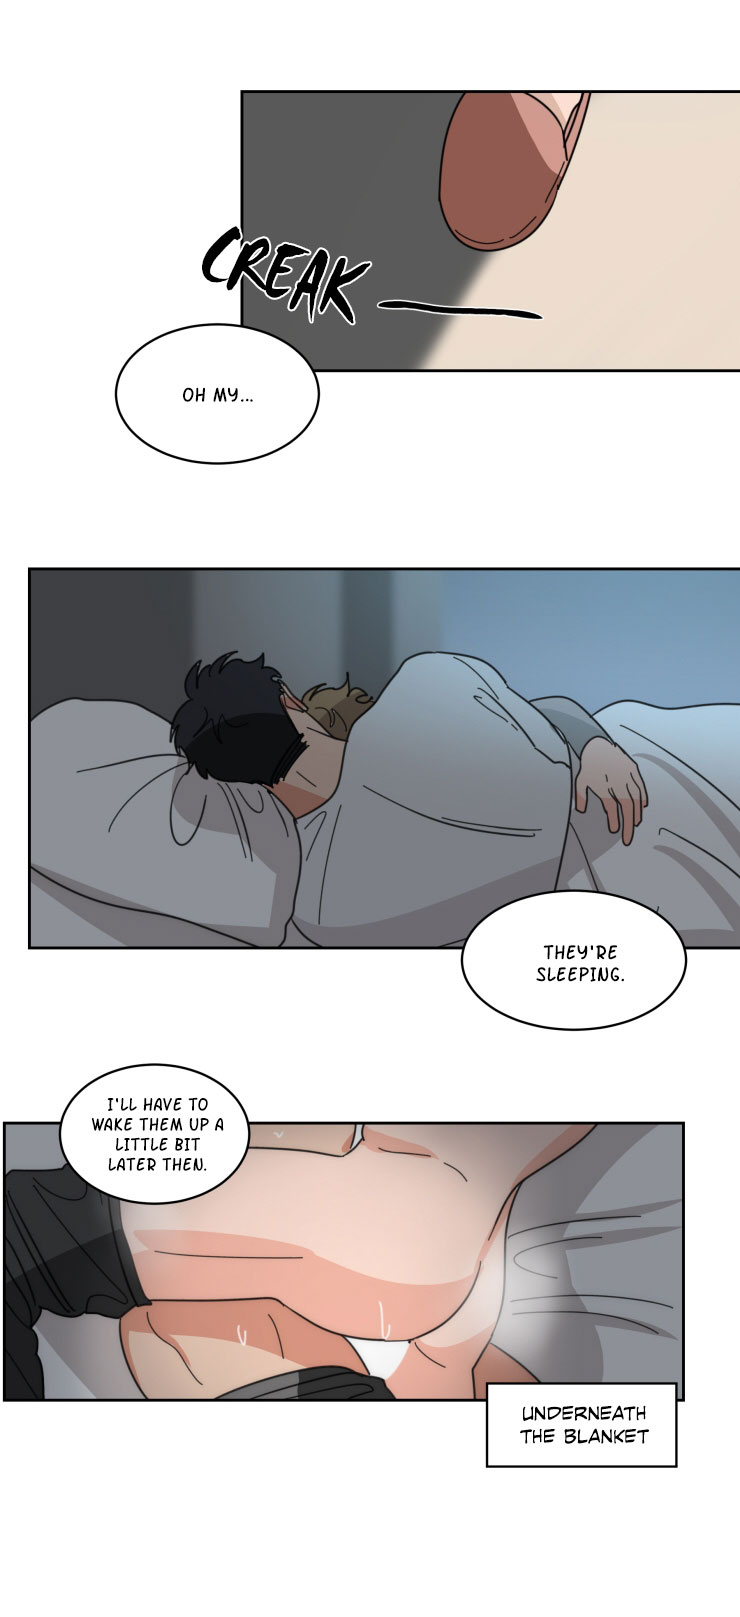 CREAK
OH MY...
THEY'RE
SLEEPING.
I'LL HAVE TO
WAKE THEM UP A
LITTLE BIT
LATER THEN.
UNDERNEATH
THE BLANKET